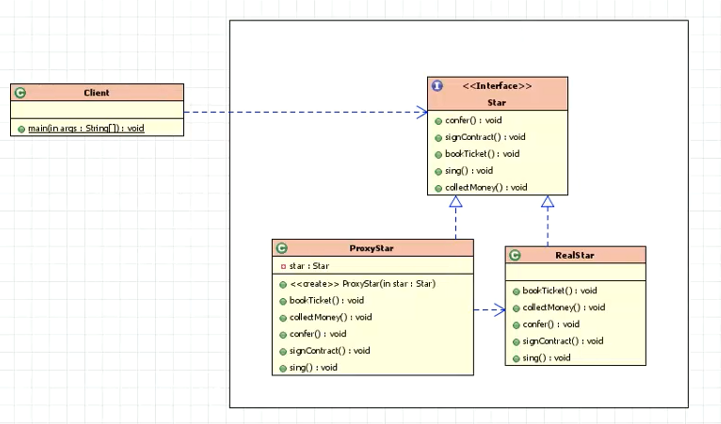 Client
main(in args : String[]) : void
<<Interface>>
Star
confer() : void
signContract() : void
bookTicket() : void
sing() : void
collectMoney() : void
ProxyStar
star : Star
<<create>> ProxyStar(in star : Star)
bookTicket() : void
collectMoney() : void
confer() : void
signContract() : void
sing() : void
RealStar
bookTicket() : void
collectMoney() : void
confer() : void
signContract() : void
sing() : void